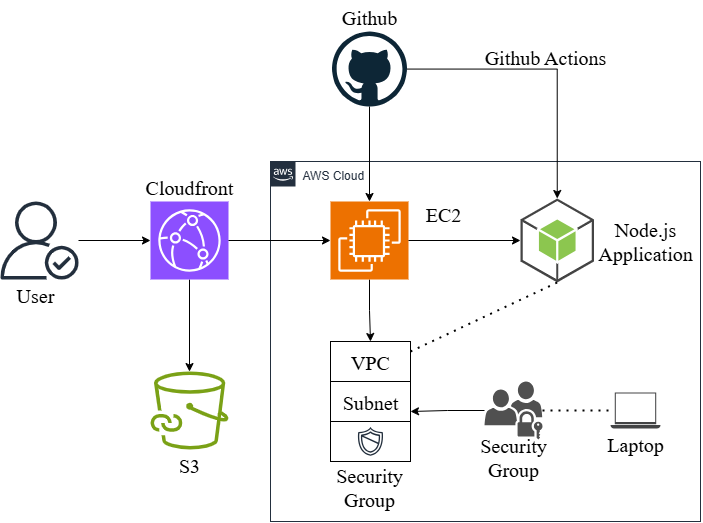 Github
Github Actions
aws
AWS Cloud
Cloudfront
EC2
Node.js
Application
User
VPC
Subnet
S3
Security
Group
Security
Group
Laptop